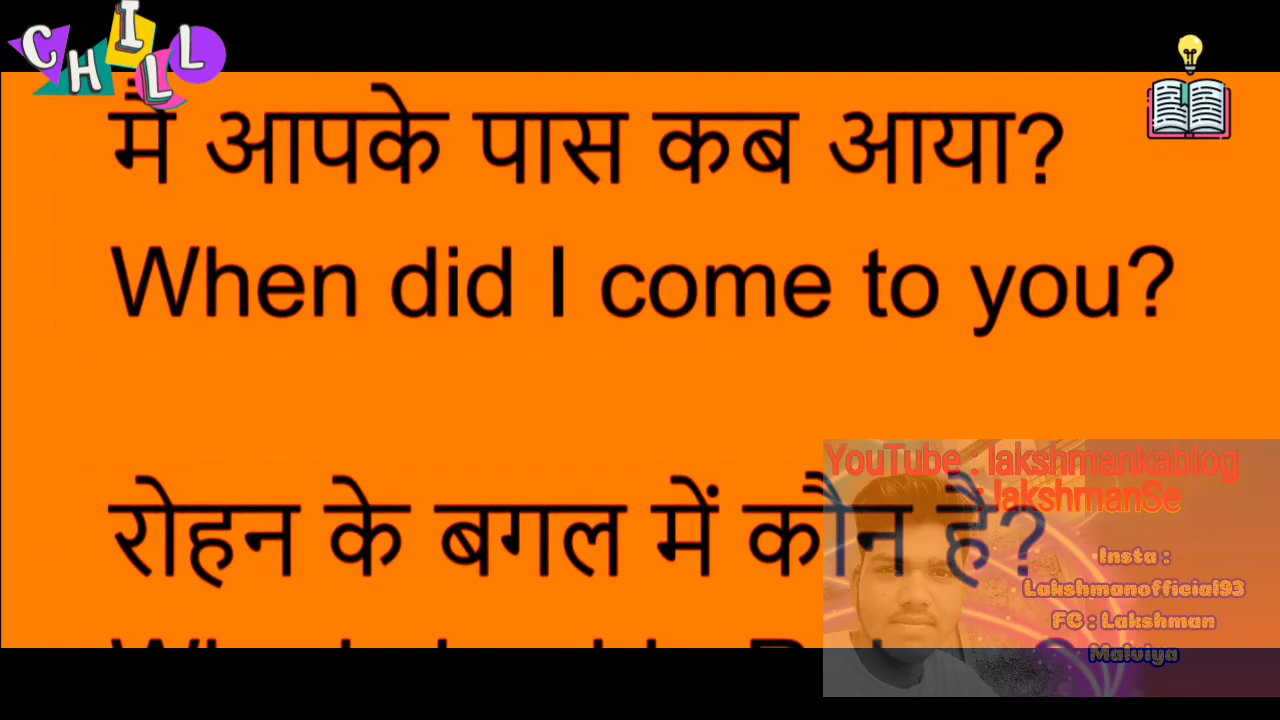 CHILL
मैं आपके पास कब आया?
When did I come to you?
YouTube : lakshmankablog
: lakshmanSe
रोहन के बगल में कौन है?
Insta :
Lakshmanofficial93
FC : Lakshman
Malviya